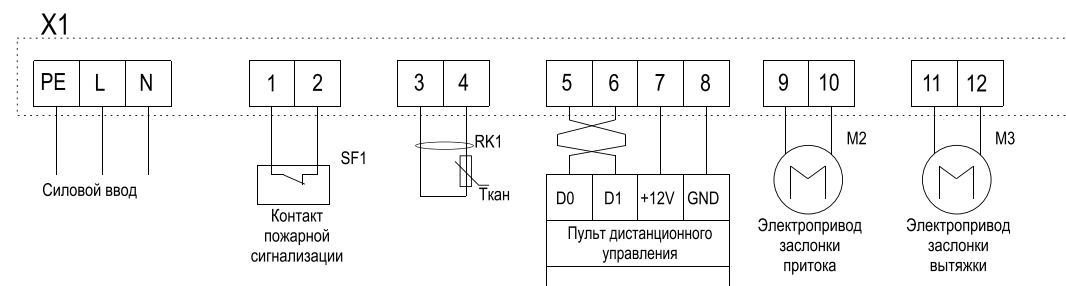 X1
PE L N 1 2 3 4 5 6 7 8 9 10 11 12
RK1 M2 M3
SF1
Силовой ввод
Ткан
D0 D1 +12V GND
Контакт
пожарной
сигнализации
Пульт дистанционного
управления
Электропривод
заслонки
притока
Электропривод
заслонки
вытяжки